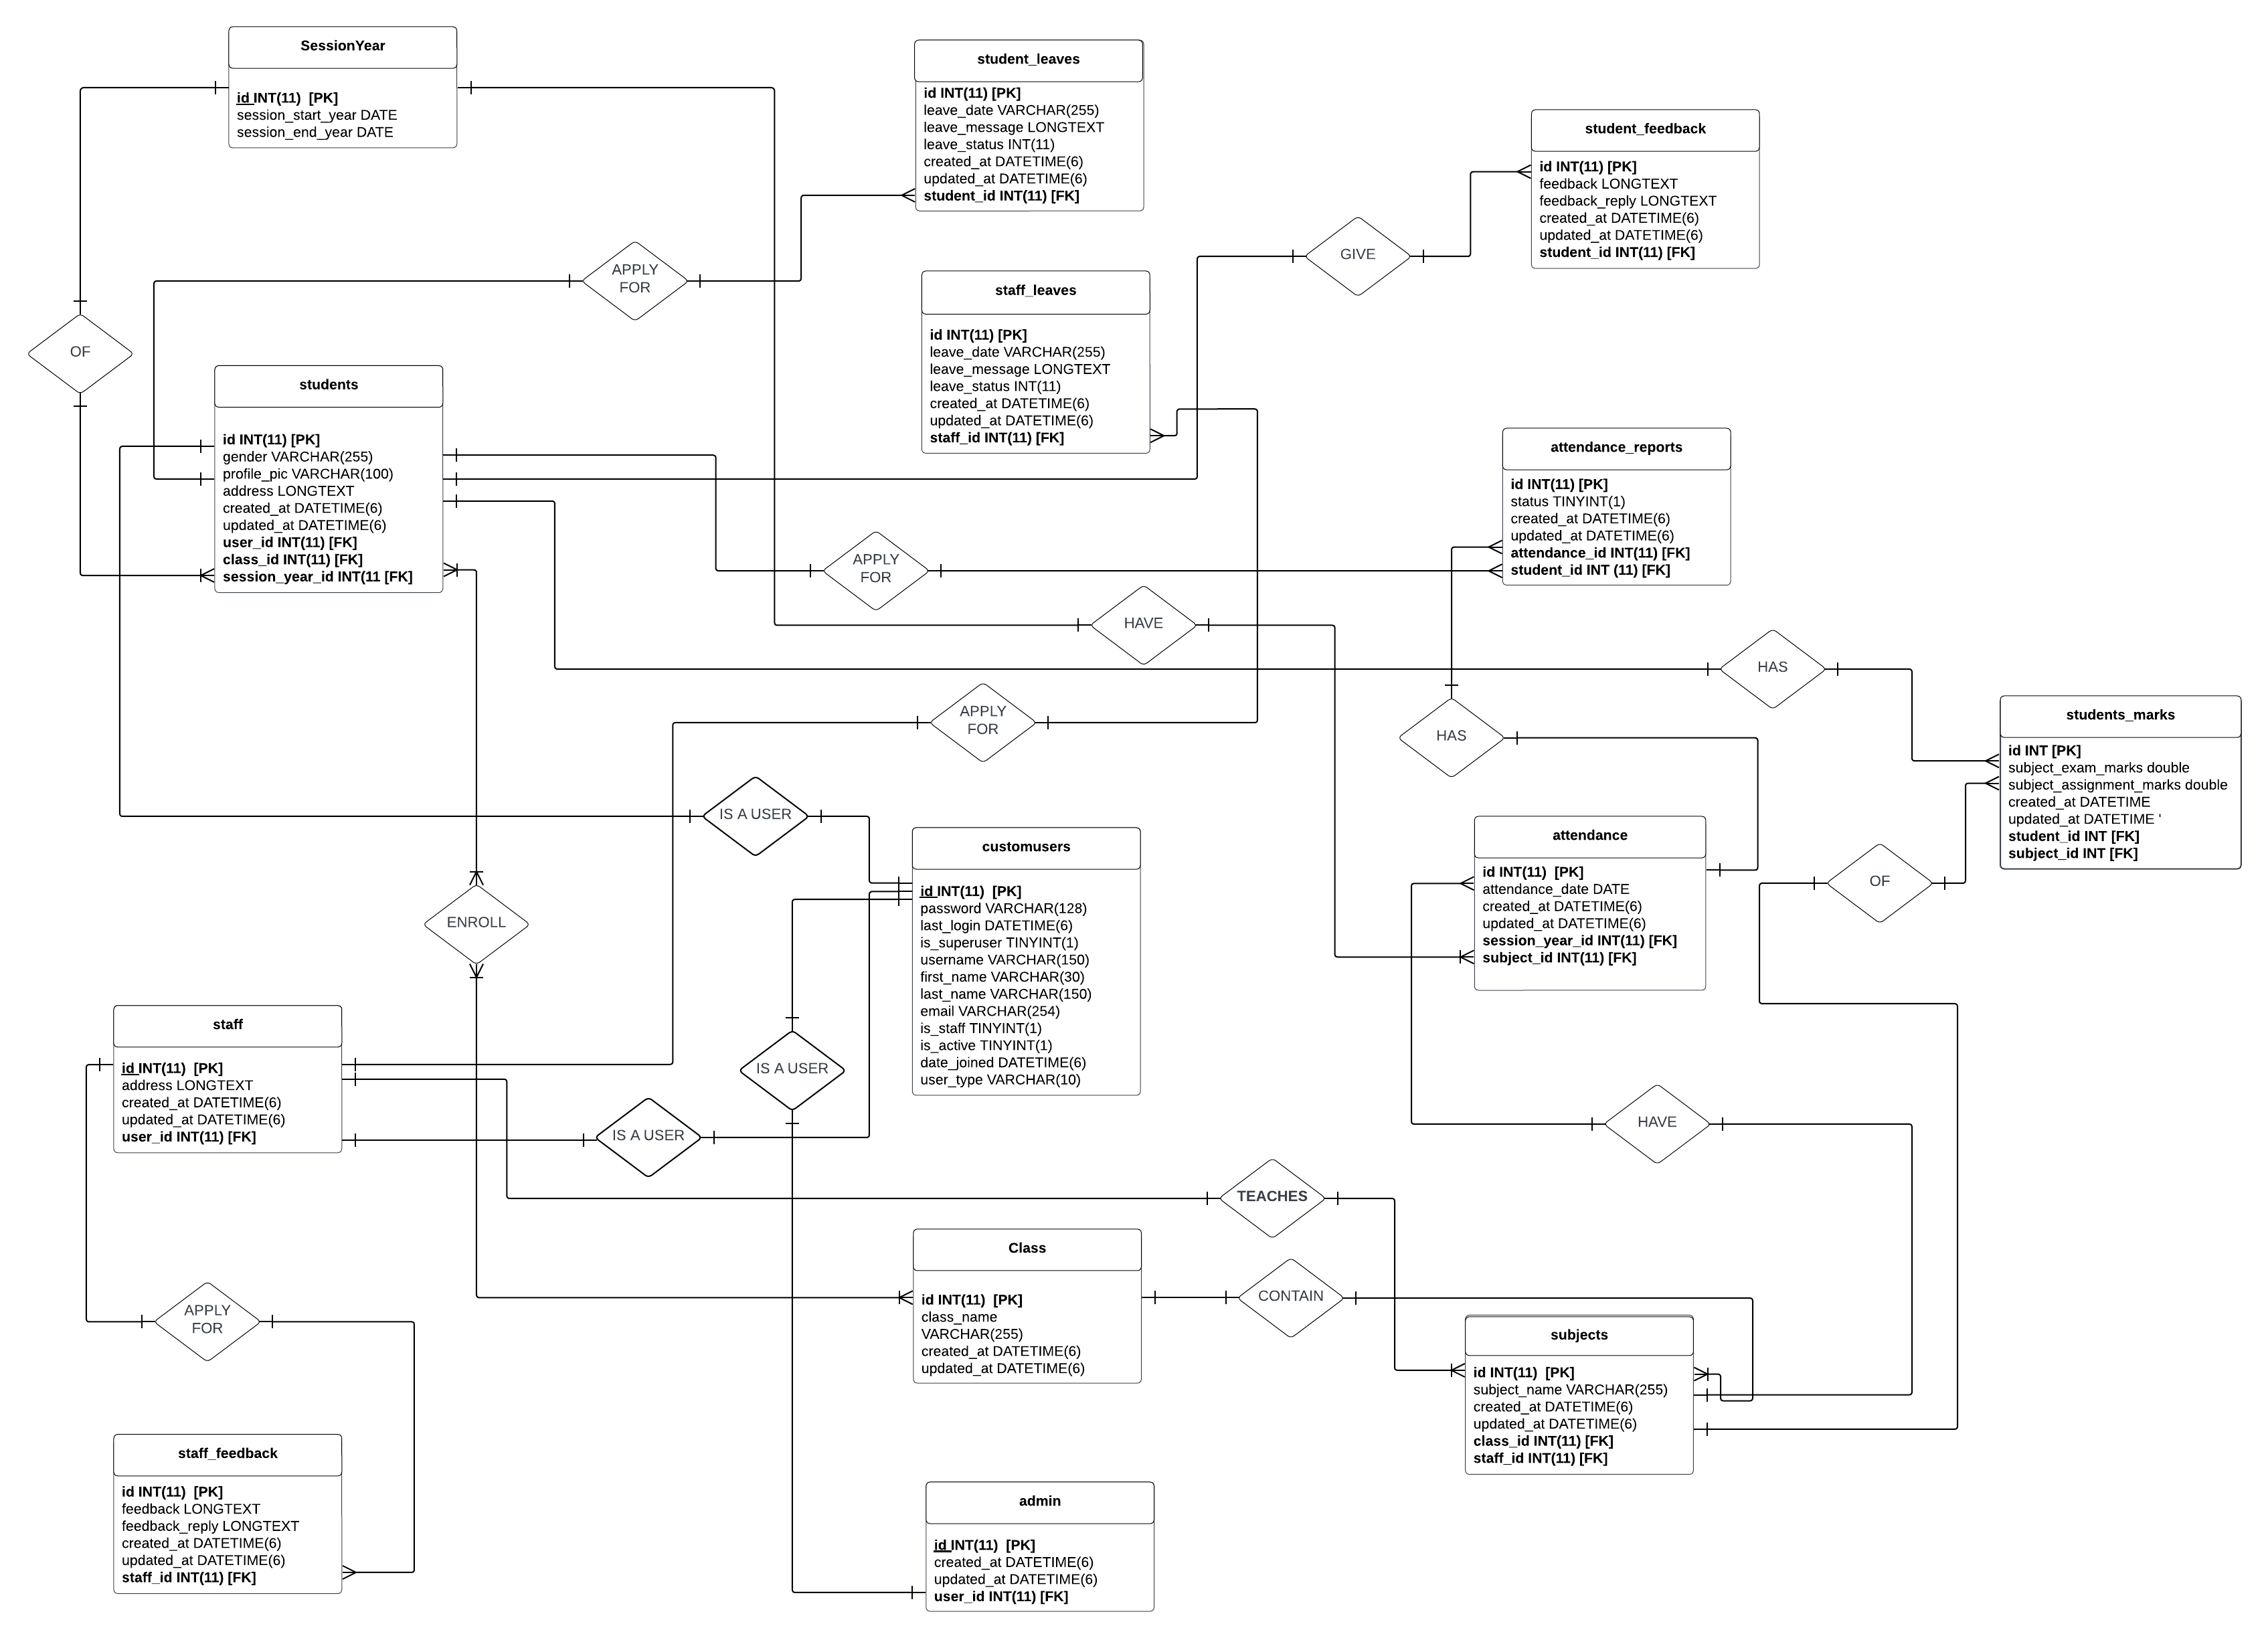 SessionYear
id INT(11)  [PK]
session_start_year DATE
session_end_year DATE
student_leaves
id INT(11) [PK]
leave_date VARCHAR(255)
leave_message LONGTEXT
leave_status INT(11)
created_at DATETIME(6)
updated_at DATETIME(6)
student_id INT(11) [FK]
student_feedback
id INT(11) [PK]
feedback LONGTEXT
feedback_reply LONGTEXT
created_at DATETIME(6)
updated_at DATETIME(6)
student_id INT(11) [FK]
GIVE
APPLY
FOR
staff_leaves
id INT(11) [PK]
leave_date VARCHAR(255)
leave_message LONGTEXT
leave_status INT(11)
created_at DATETIME(6)
updated_at DATETIME(6)
staff_id INT(11) [FK]
OF
students
id INT(11) [PK]
gender VARCHAR(255)
profile_pic VARCHAR(100)
address LONGTEXT
created_at DATETIME(6)
updated_at DATETIME(6)
user_id INT(11) [FK]
class_id INT(11) [FK]
session_year_id INT(11 [FK]
attendance_reports
id INT(11) [PK]
status TINYINT(1)
created_at DATETIME(6)
updated_at DATETIME(6)
attendance_id INT(11) [FK]
student_id INT (11) [FK]
APPLY
FOR
HAVE
HAS
APPLY
FOR
HAS
students_marks
id INT [PK]
subject_exam_marks double
subject_assignment_marks double
created_at DATETIME
updated_at DATETIME '
student_id INT [FK]
subject_id INT [FK]
IS A USER
customusers
id INT(11)  [PK]
password VARCHAR(128)
last_login DATETIME(6)
is_superuser TINYINT(1)
username VARCHAR(150)
first_name VARCHAR(30)
last_name VARCHAR(150)
email VARCHAR(254)
is_staff TINYINT(1)
is_active TINYINT(1)
date_joined DATETIME(6)
user_type VARCHAR(10)
attendance
id INT(11)  [PK]
attendance_date DATE
created_at DATETIME(6)
updated_at DATETIME(6)
session_year_id INT(11) [FK]
subject_id INT(11) [FK]
OF
ENROLL
staff
id INT(11)  [PK]
address LONGTEXT
created_at DATETIME(6)
updated_at DATETIME(6)
user_id INT(11) [FK]
IS A USER
IS A USER
HAVE
TEACHES
Class
id INT(11)  [PK]
class_name
VARCHAR(255)
created_at DATETIME(6)
updated_at DATETIME(6)
CONTAIN
APPLY
FOR
subjects
id INT(11)  [PK]
subject_name VARCHAR(255)
created_at DATETIME(6)
updated_at DATETIME(6)
class_id INT(11) [FK]
staff_id INT(11) [FK]
staff_feedback
id INT(11)  [PK]
feedback LONGTEXT
feedback_reply LONGTEXT
created_at DATETIME(6)
updated_at DATETIME(6)
staff_id INT(11) [FK]
admin
id INT(11)  [PK]
created_at DATETIME(6)
updated_at DATETIME(6)
user_id INT(11) [FK]